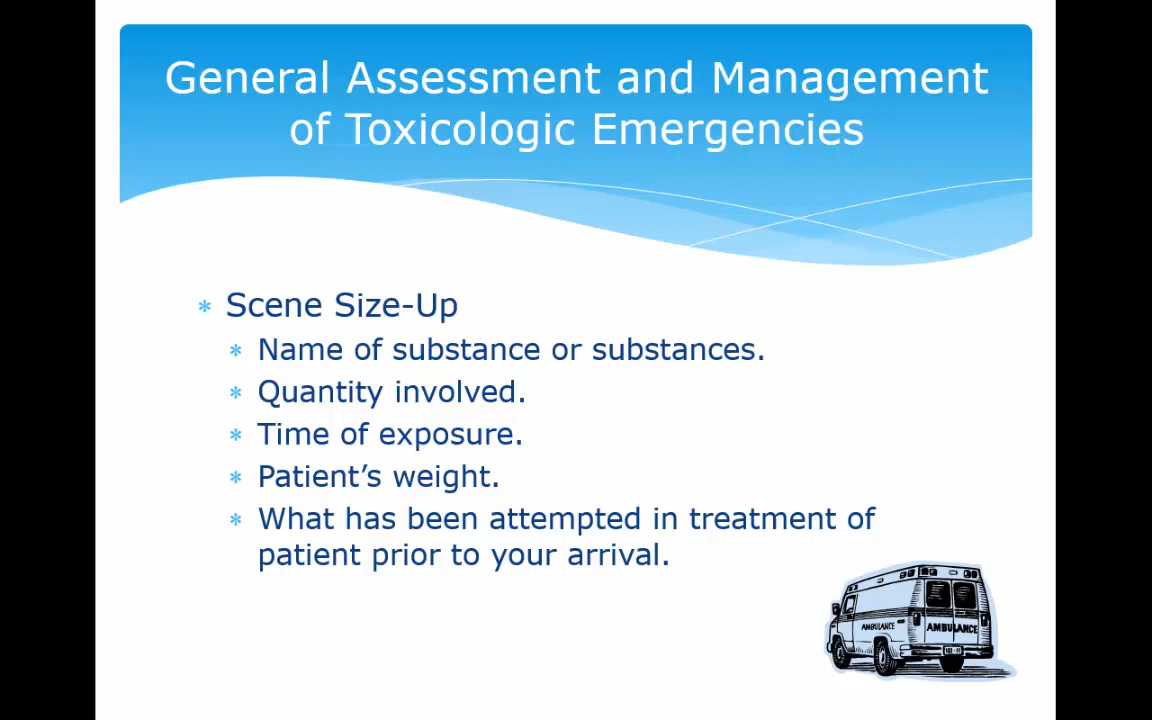 General Assessment and Management
of Toxicologic Emergencies
* Scene Size-Up
* Name of substance or substances.
* Quantity involved.
* Time of exposure.
* Patient’s weight.
* What has been attempted in treatment of
patient prior to your arrival.
AMBULANCE AMBULANCE